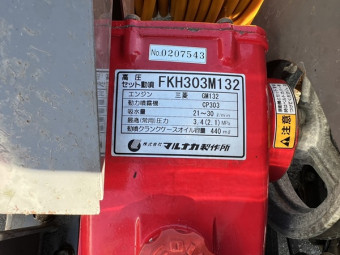 No.0207543
高圧
セット動噴 FKH303M132
エンジン 三菱 GM132
動力噴霧機 CP303
吸水量 21~30 ℓ/min
最高(常用)圧力 3.4(2.1)MPa
動噴クランクケースオイル容量 440 mℓ
株式会社 マルナカ製作所
注意